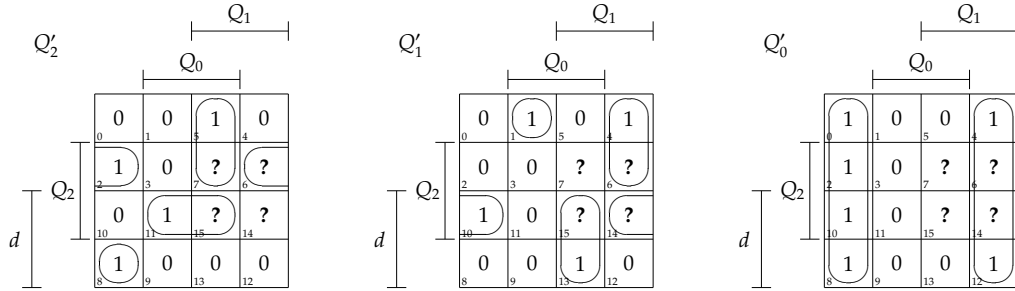 Q₁ Q₁ Q₁
Q₂′ Q₁′ Q₀′
Q₀ Q₀ Q₀
0 0 1 0 0 1 0 1 1 0 0 1
0 1 5 4 0 1 5 4 0 1 5 4
1 0 ? ? 0 0 ? ? 1 0 ? ?
2 3 7 6 2 3 7 6 2 3 7 6
Q₂ Q₂ Q₂
0 1 ? ? 1 0 ? ? 1 0 ? ?
10 11 15 14 10 11 15 14 10 11 15 14
d d d
1 0 0 0 0 0 1 0 1 0 0 1
8 9 13 12 8 9 13 12 8 9 13 12